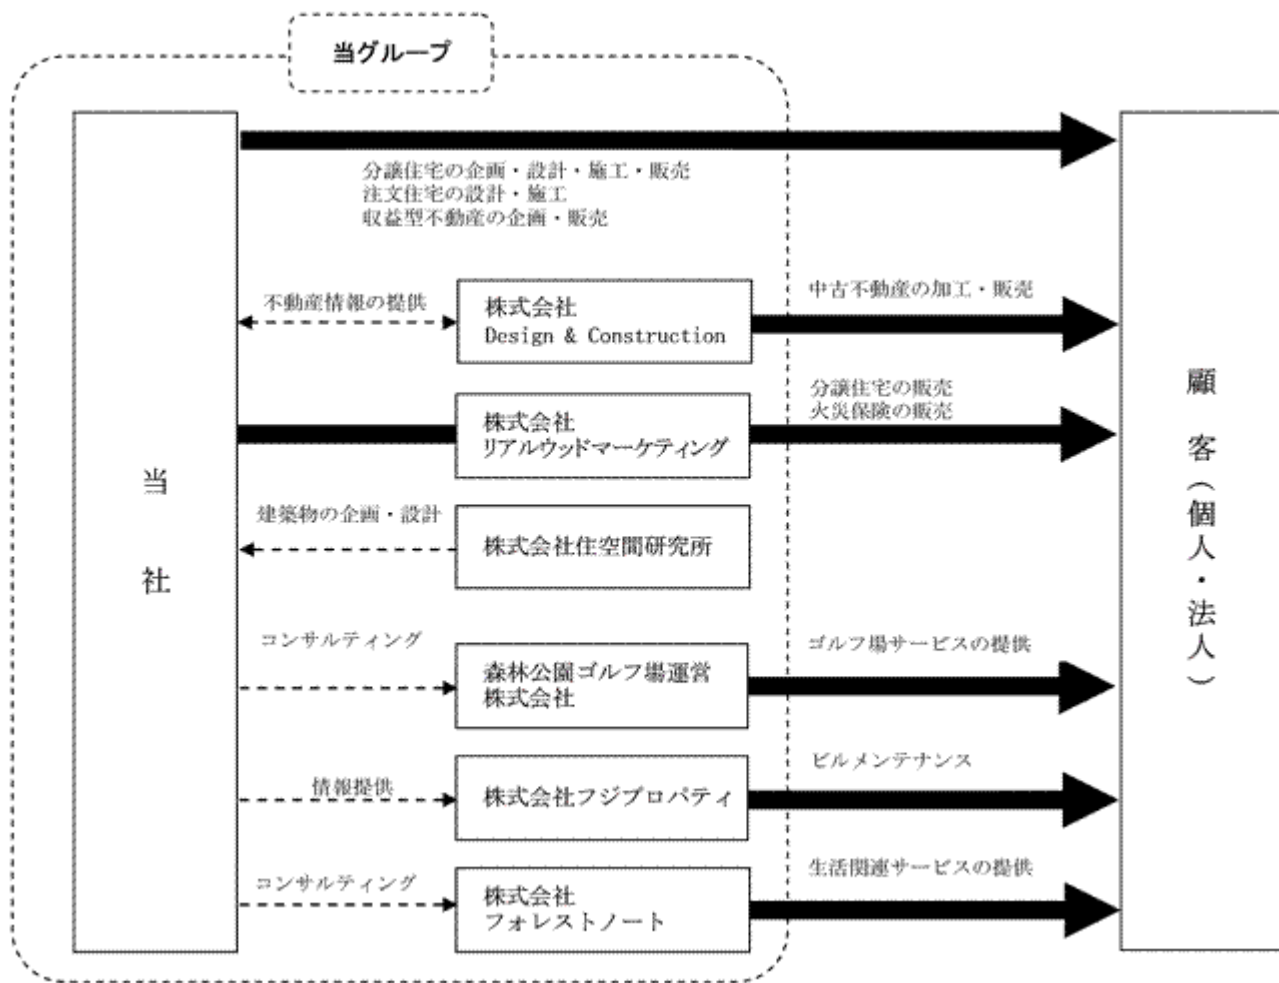 当グループ
分譲住宅の企画・設計・施工・販売
注文住宅の設計・施工
収益型不動産の企画・販売
不動産情報の提供
株式会社
Design & Construction
中古不動産の加工・販売
株式会社
リアルウッドマーケティング
分譲住宅の販売
火災保険の販売
当社
建築物の企画・設計
株式会社住空間研究所
顧客(個人・法人)
コンサルティング
森林公園ゴルフ場運営
株式会社
ゴルフ場サービスの提供
情報提供
株式会社フジプロパティ
ビルメンテナンス
コンサルティング
株式会社
フォレストノート
生活関連サービスの提供